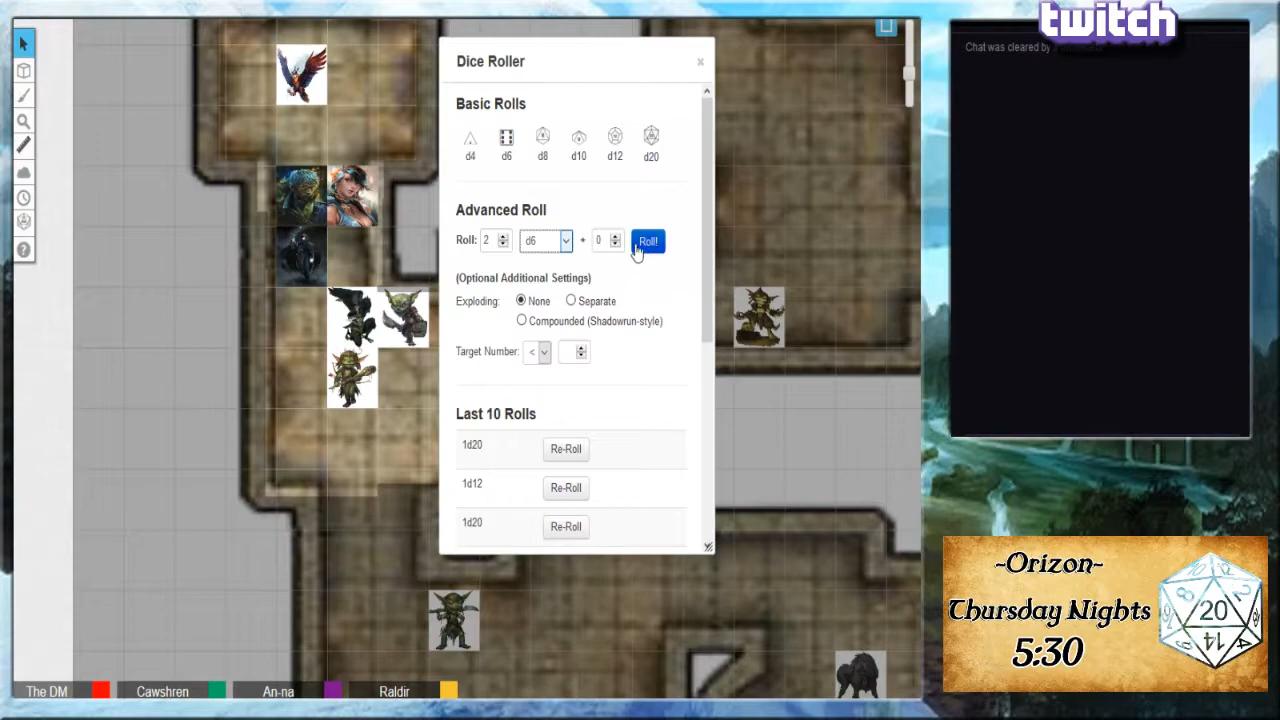 twitch
Chat was cleared by a
Dice Roller
×
Basic Rolls
d4 d6 d8 d10 d12 d20
Advanced Roll
Roll: 2 d6 + 0 Roll!
(Optional Additional Settings)
Exploding: None Separate
Compounded (Shadowrun-style)
Target Number: <
Last 10 Rolls
1d20 Re-Roll
1d12 Re-Roll
1d20 Re-Roll
~Orizon~
Thursday Nights
5:30
20
8
14
The DM Cawshren An-na Raldir